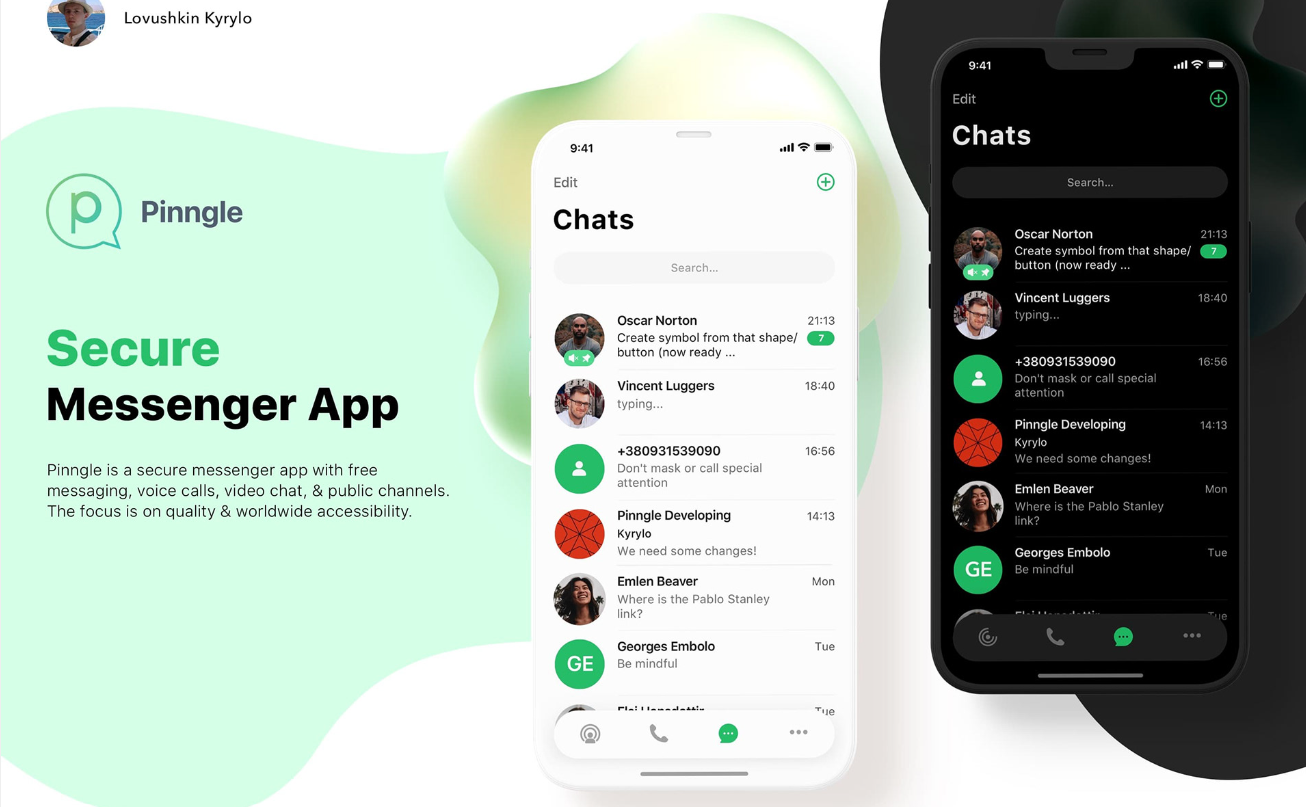 Lovushkin Kyrylo
p
Pinngle
Secure
Messenger App
Pinngle is a secure messenger app with free
messaging, voice calls, video chat, & public channels.
The focus is on quality & worldwide accessibility.
9:41
Edit
Chats
Search...
Oscar Norton 21:13
Create symbol from that shape/ 7
button (now ready ...
Vincent Luggers 18:40
typing...
+380931539090 16:56
Don't mask or call special
attention
Pinngle Developing 14:13
Kyrylo
We need some changes!
Emlen Beaver Mon
Where is the Pablo Stanley
link?
Georges Embolo Tue
GE
Be mindful
Tue
9:41
Edit
Chats
Search...
Oscar Norton 21:13
Create symbol from that shape/ 7
button (now ready ...
Vincent Luggers 18:40
typing...
+380931539090 16:56
Don't mask or call special
attention
Pinngle Developing 14:13
Kyrylo
We need some changes!
Emlen Beaver Mon
Where is the Pablo Stanley
link?
Georges Embolo Tue
GE
Be mindful
Tue